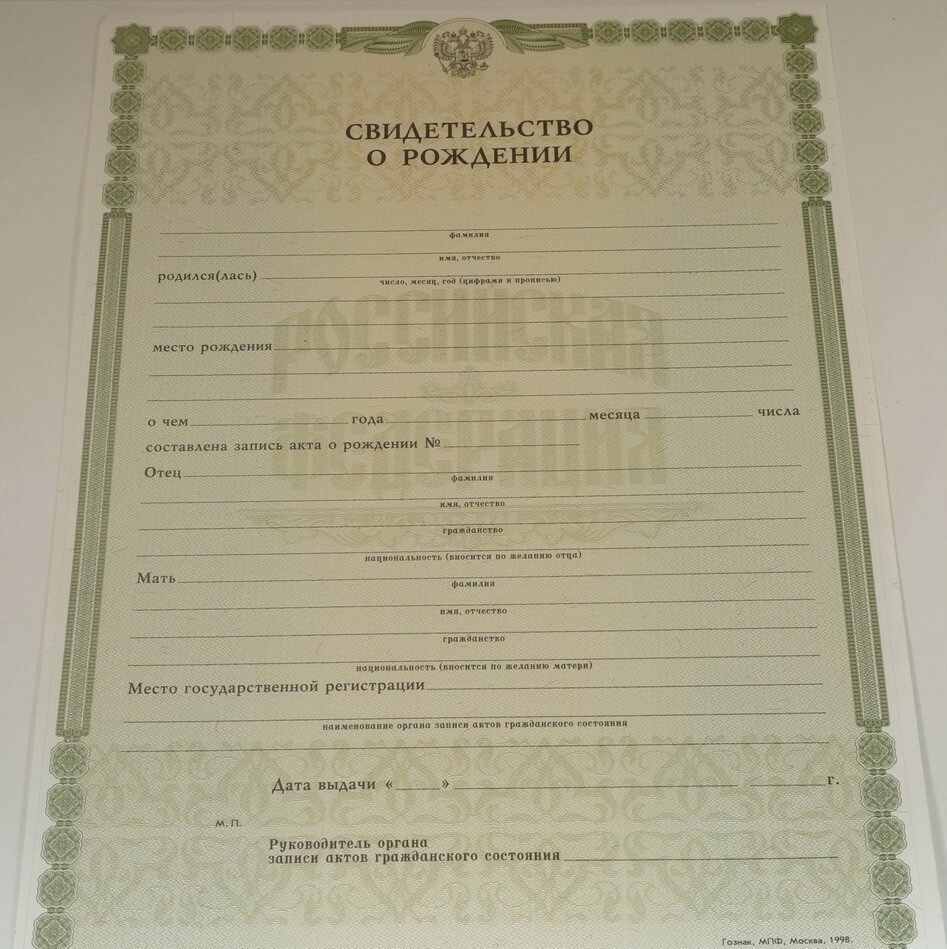 СВИДЕТЕЛЬСТВО
О РОЖДЕНИИ
фамилия
имя, отчество
родился(лась)
число, месяц, год (цифрами и прописью)
РОССИЙСКАЯ
место рождения
ФЕДЕРАЦИЯ
о чем года месяца числа
составлена запись акта о рождении №
Отец
фамилия
имя, отчество
гражданство
национальность (вносится по желанию отца)
Мать
фамилия
имя, отчество
гражданство
национальность (вносится по желанию матери)
Место государственной регистрации
наименование органа записи актов гражданского состояния
Дата выдачи « » г.
М.П.
Руководитель органа
записи актов гражданского состояния
Гознак, МПФ, Москва, 1998.